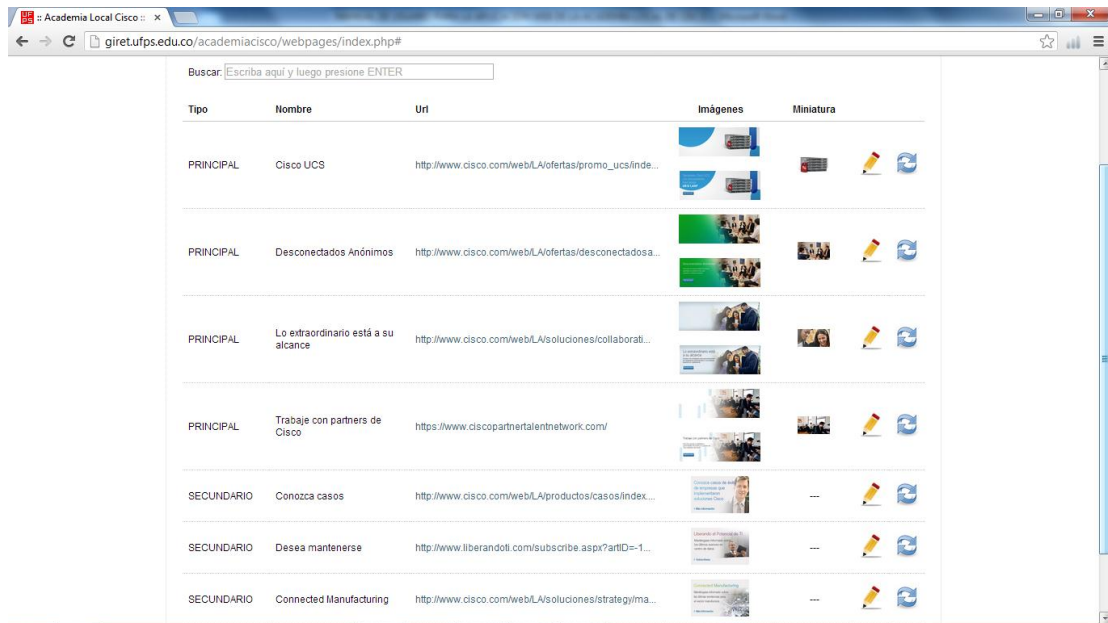 :: Academia Local Cisco ::
giret.ufps.edu.co/academiacisco/webpages/index.php#
Buscar: Escriba aquí y luego presione ENTER
Tipo Nombre Url Imágenes Miniatura
PRINCIPAL Cisco UCS http://www.cisco.com/web/LA/ofertas/promo_ucs/inde...
PRINCIPAL Desconectados Anónimos http://www.cisco.com/web/LA/ofertas/desconectadosa...
PRINCIPAL Lo extraordinario está a su
alcance http://www.cisco.com/web/LA/soluciones/collaborati...
PRINCIPAL Trabaje con partners de
Cisco https://www.ciscopartnertalentnetwork.com/
SECUNDARIO Conozca casos http://www.cisco.com/web/LA/productos/casos/index... ---
SECUNDARIO Desea mantenerse http://www.liberandoti.com/subscribe.aspx?artID=-1... ---
SECUNDARIO Connected Manufacturing http://www.cisco.com/web/LA/soluciones/strategy/ma... ---